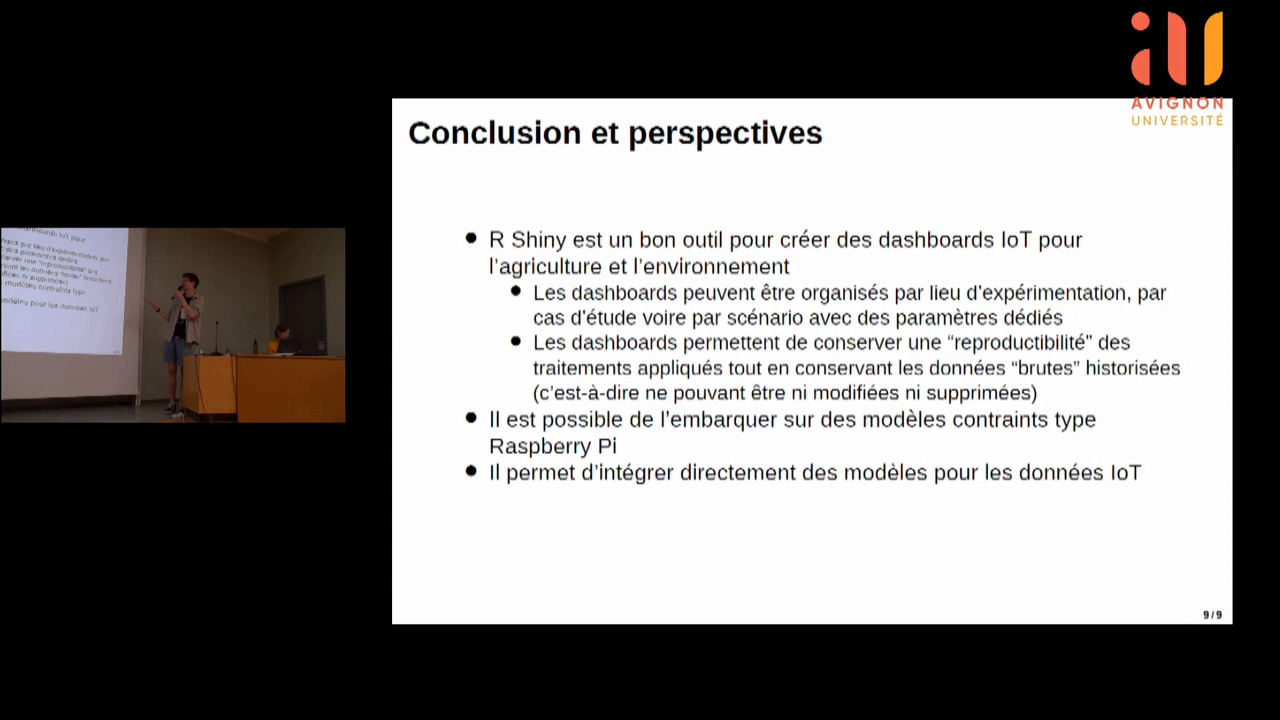 AVIGNON
UNIVERSITÉ
Conclusion et perspectives
● R Shiny est un bon outil pour créer des dashboards IoT pour
l’agriculture et l’environnement
● Les dashboards peuvent être organisés par lieu d’expérimentation, par
cas d’étude voire par scénario avec des paramètres dédiés
● Les dashboards permettent de conserver une “reproductibilité” des
traitements appliqués tout en conservant les données “brutes” historisées
(c’est-à-dire ne pouvant être ni modifiées ni supprimées)
● Il est possible de l’embarquer sur des modèles contraints type
Raspberry Pi
● Il permet d’intégrer directement des modèles pour les données IoT
9/9